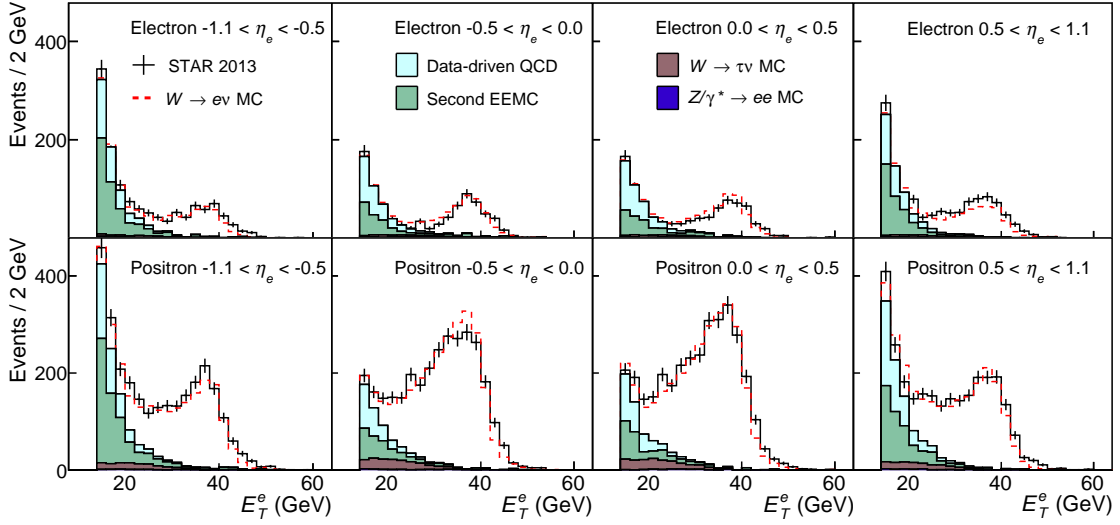 Events / 2 GeV
400
200
Electron -1.1 < ηe < -0.5
STAR 2013
W → eν MC
Electron -0.5 < ηe < 0.0
Data-driven QCD
Second EEMC
Electron 0.0 < ηe < 0.5
W → τν MC
Z/γ* → ee MC
Electron 0.5 < ηe < 1.1
Events / 2 GeV
400
200
0
Positron -1.1 < ηe < -0.5
Positron -0.5 < ηe < 0.0
Positron 0.0 < ηe < 0.5
Positron 0.5 < ηe < 1.1
20 40 60 20 40 60 20 40 60 20 40 60
E_T^e (GeV) E_T^e (GeV) E_T^e (GeV) E_T^e (GeV)